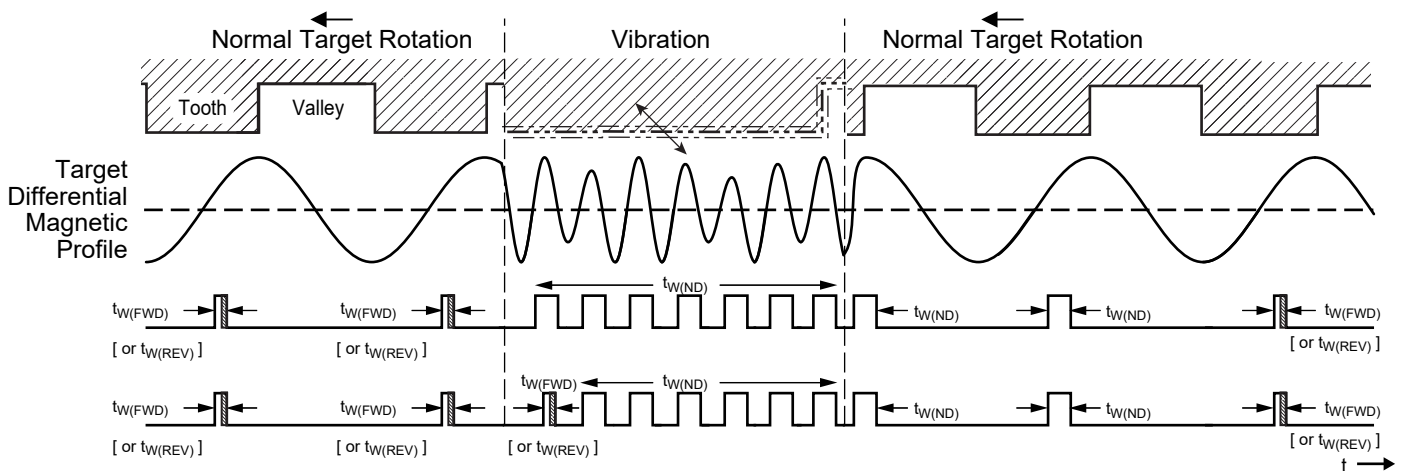 Normal Target Rotation
Vibration
Normal Target Rotation
Tooth
Valley
Target
Differential
Magnetic
Profile
tW(ND)
tW(FWD)
tW(FWD)
tW(ND)
tW(ND)
tW(FWD)
[ or tW(REV) ]
[ or tW(REV) ]
[ or tW(REV) ]
tW(FWD)
tW(ND)
tW(FWD)
tW(FWD)
tW(ND)
tW(ND)
tW(FWD)
[ or tW(REV) ]
[ or tW(REV) ]
[ or tW(REV) ]
[ or tW(REV) ]
t